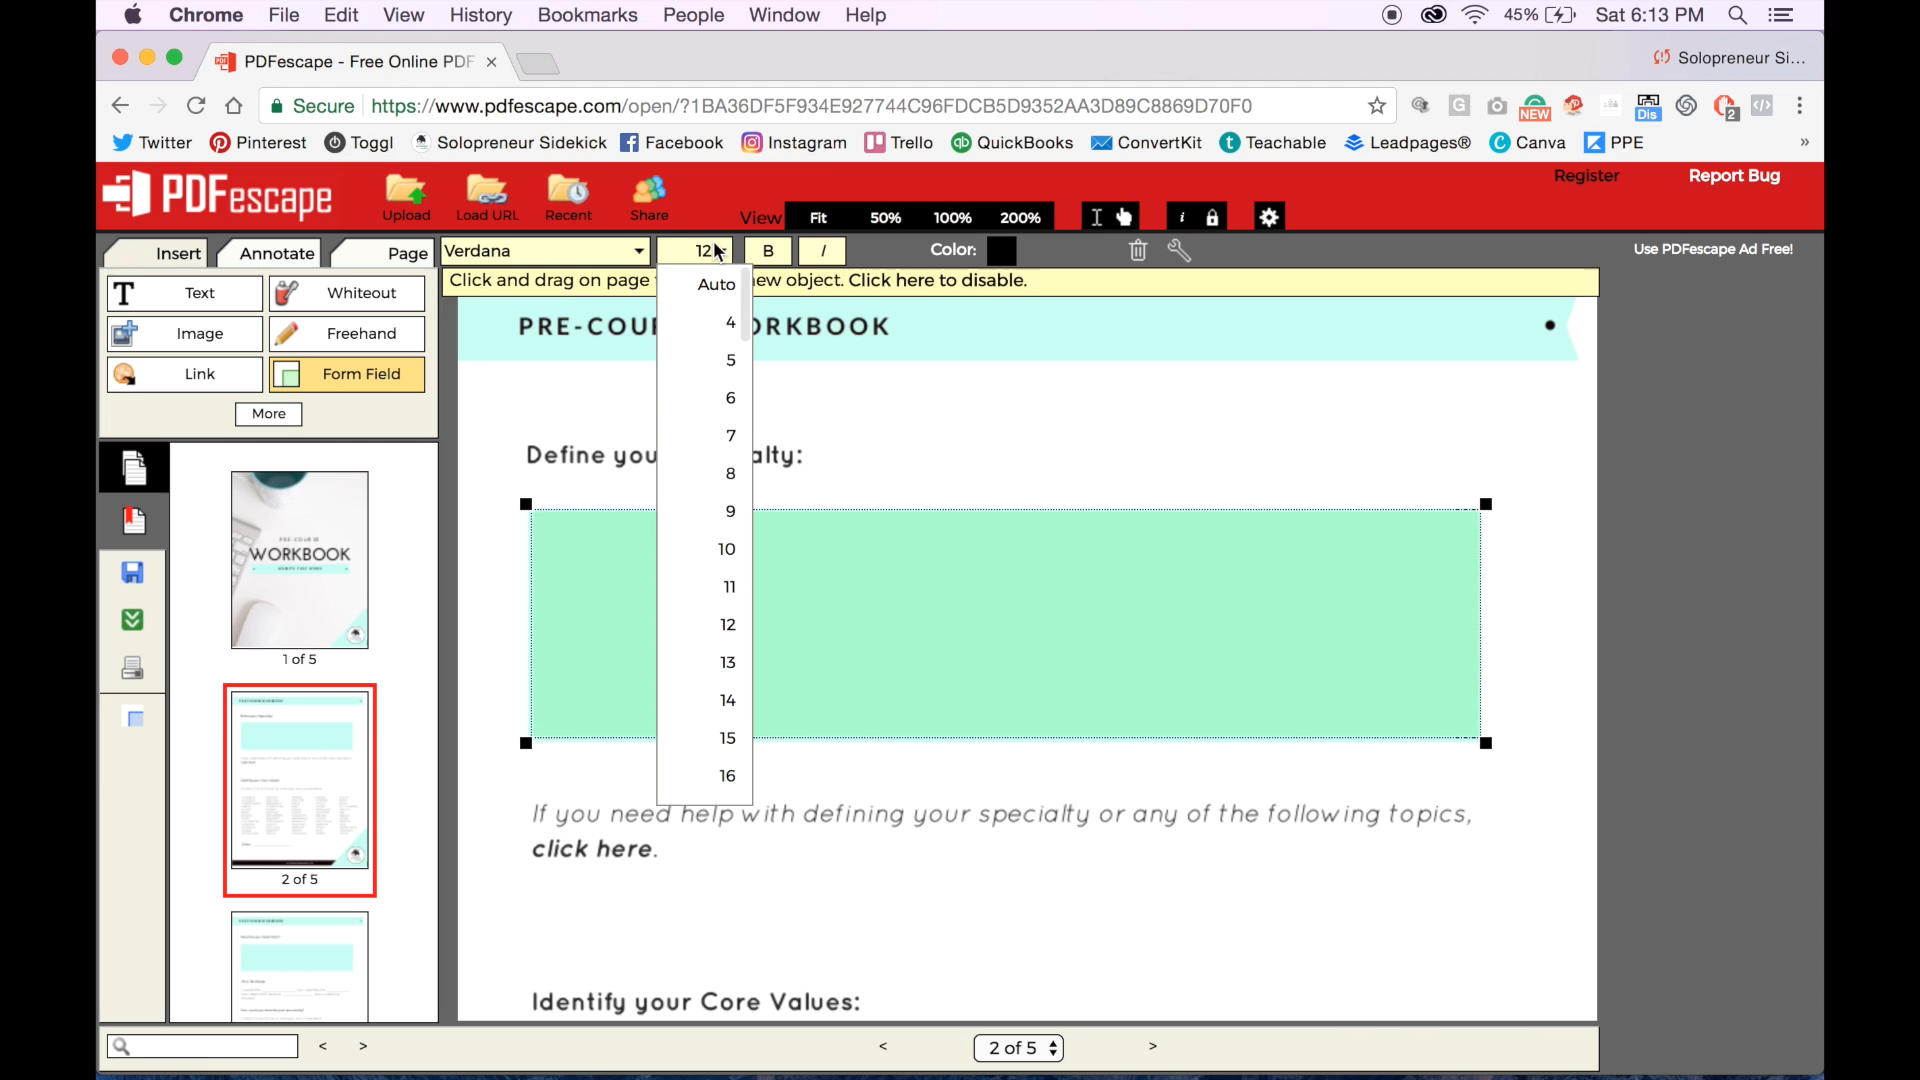 Chrome File Edit View History Bookmarks People Window Help 45% Sat 6:13 PM
PDFescape - Free Online PDF Solopreneur Si...
Secure https://www.pdfescape.com/open/?1BA36DF5F934E927744C96FDCB5D9352AA3D89C8869D70F0 NEW Dis 2
Twitter Pinterest Toggl Solopreneur Sidekick Facebook Instagram Trello QuickBooks ConvertKit Teachable Leadpages® Canva PPE »
PDFescape Upload Load URL Recent Share View Fit 50% 100% 200% Register Report Bug
Insert Annotate Page Verdana 12 B I Color: Use PDFescape Ad Free!
Click and drag on page new object. Click here to disable.
Text Whiteout
Image Freehand
Link Form Field
More
Auto
4
5
6
7
8
9
10
11
12
13
14
15
16
PRE-COUR ORKBOOK
Define you alty:
If you need help with defining your specialty or any of the following topics,
click here.
Identify your Core Values:
WORKBOOK
1 of 5
2 of 5
< > < 2 of 5 >